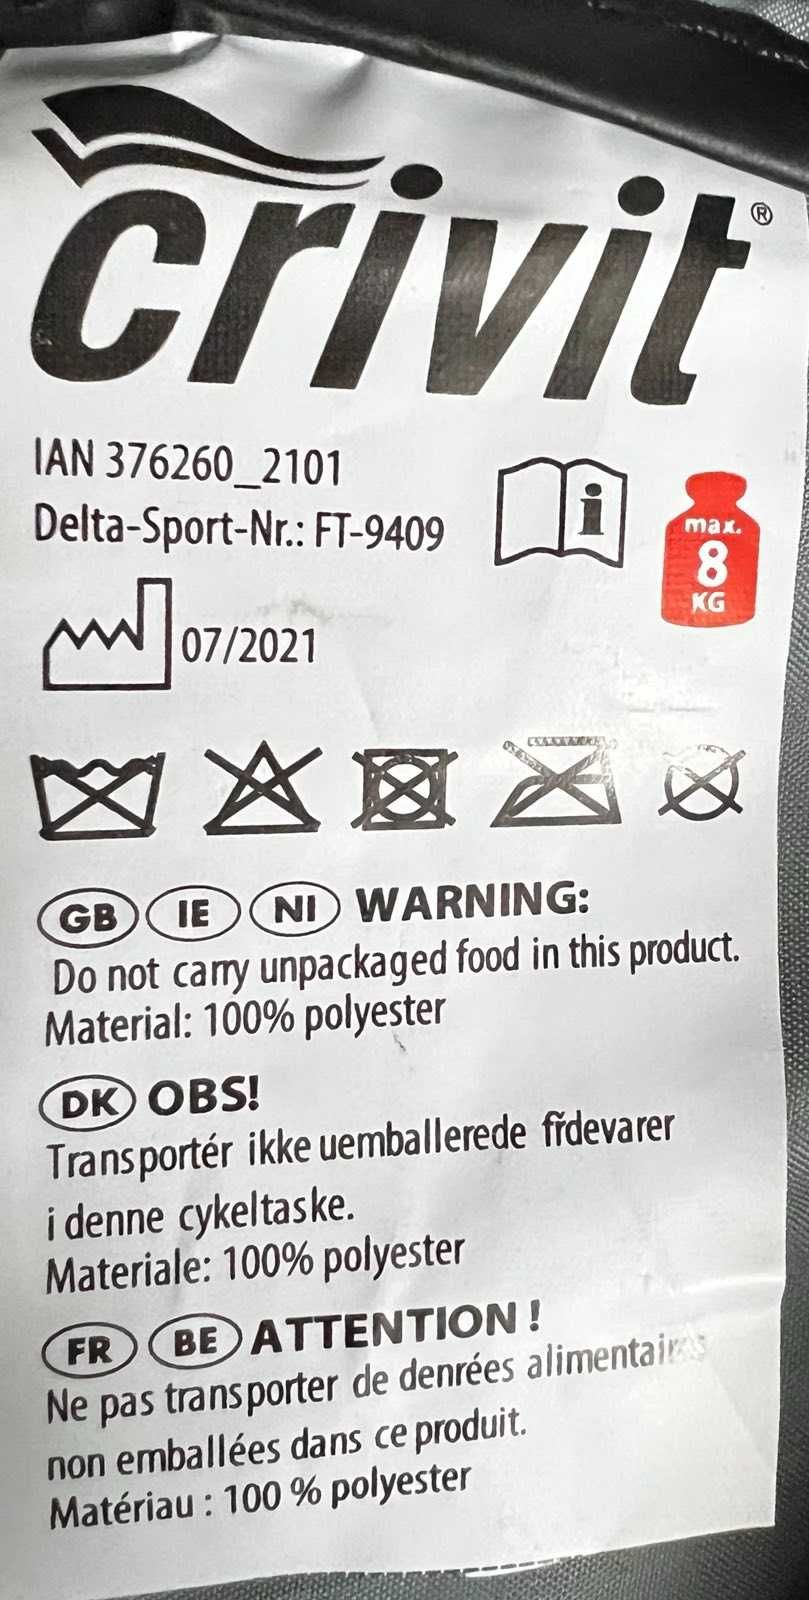 crivit®
IAN 376260_2101
Delta-Sport-Nr.: FT-9409
i
max.
8
KG
07/2021
GB IE NI WARNING:
Do not carry unpackaged food in this product.
Material: 100% polyester
DK OBS!
Transportér ikke uemballerede frdevarer
i denne cykeltaske.
Materiale: 100% polyester
FR BE ATTENTION !
Ne pas transporter de denrées alimentaires
non emballées dans ce produit.
Matériau : 100 % polyester